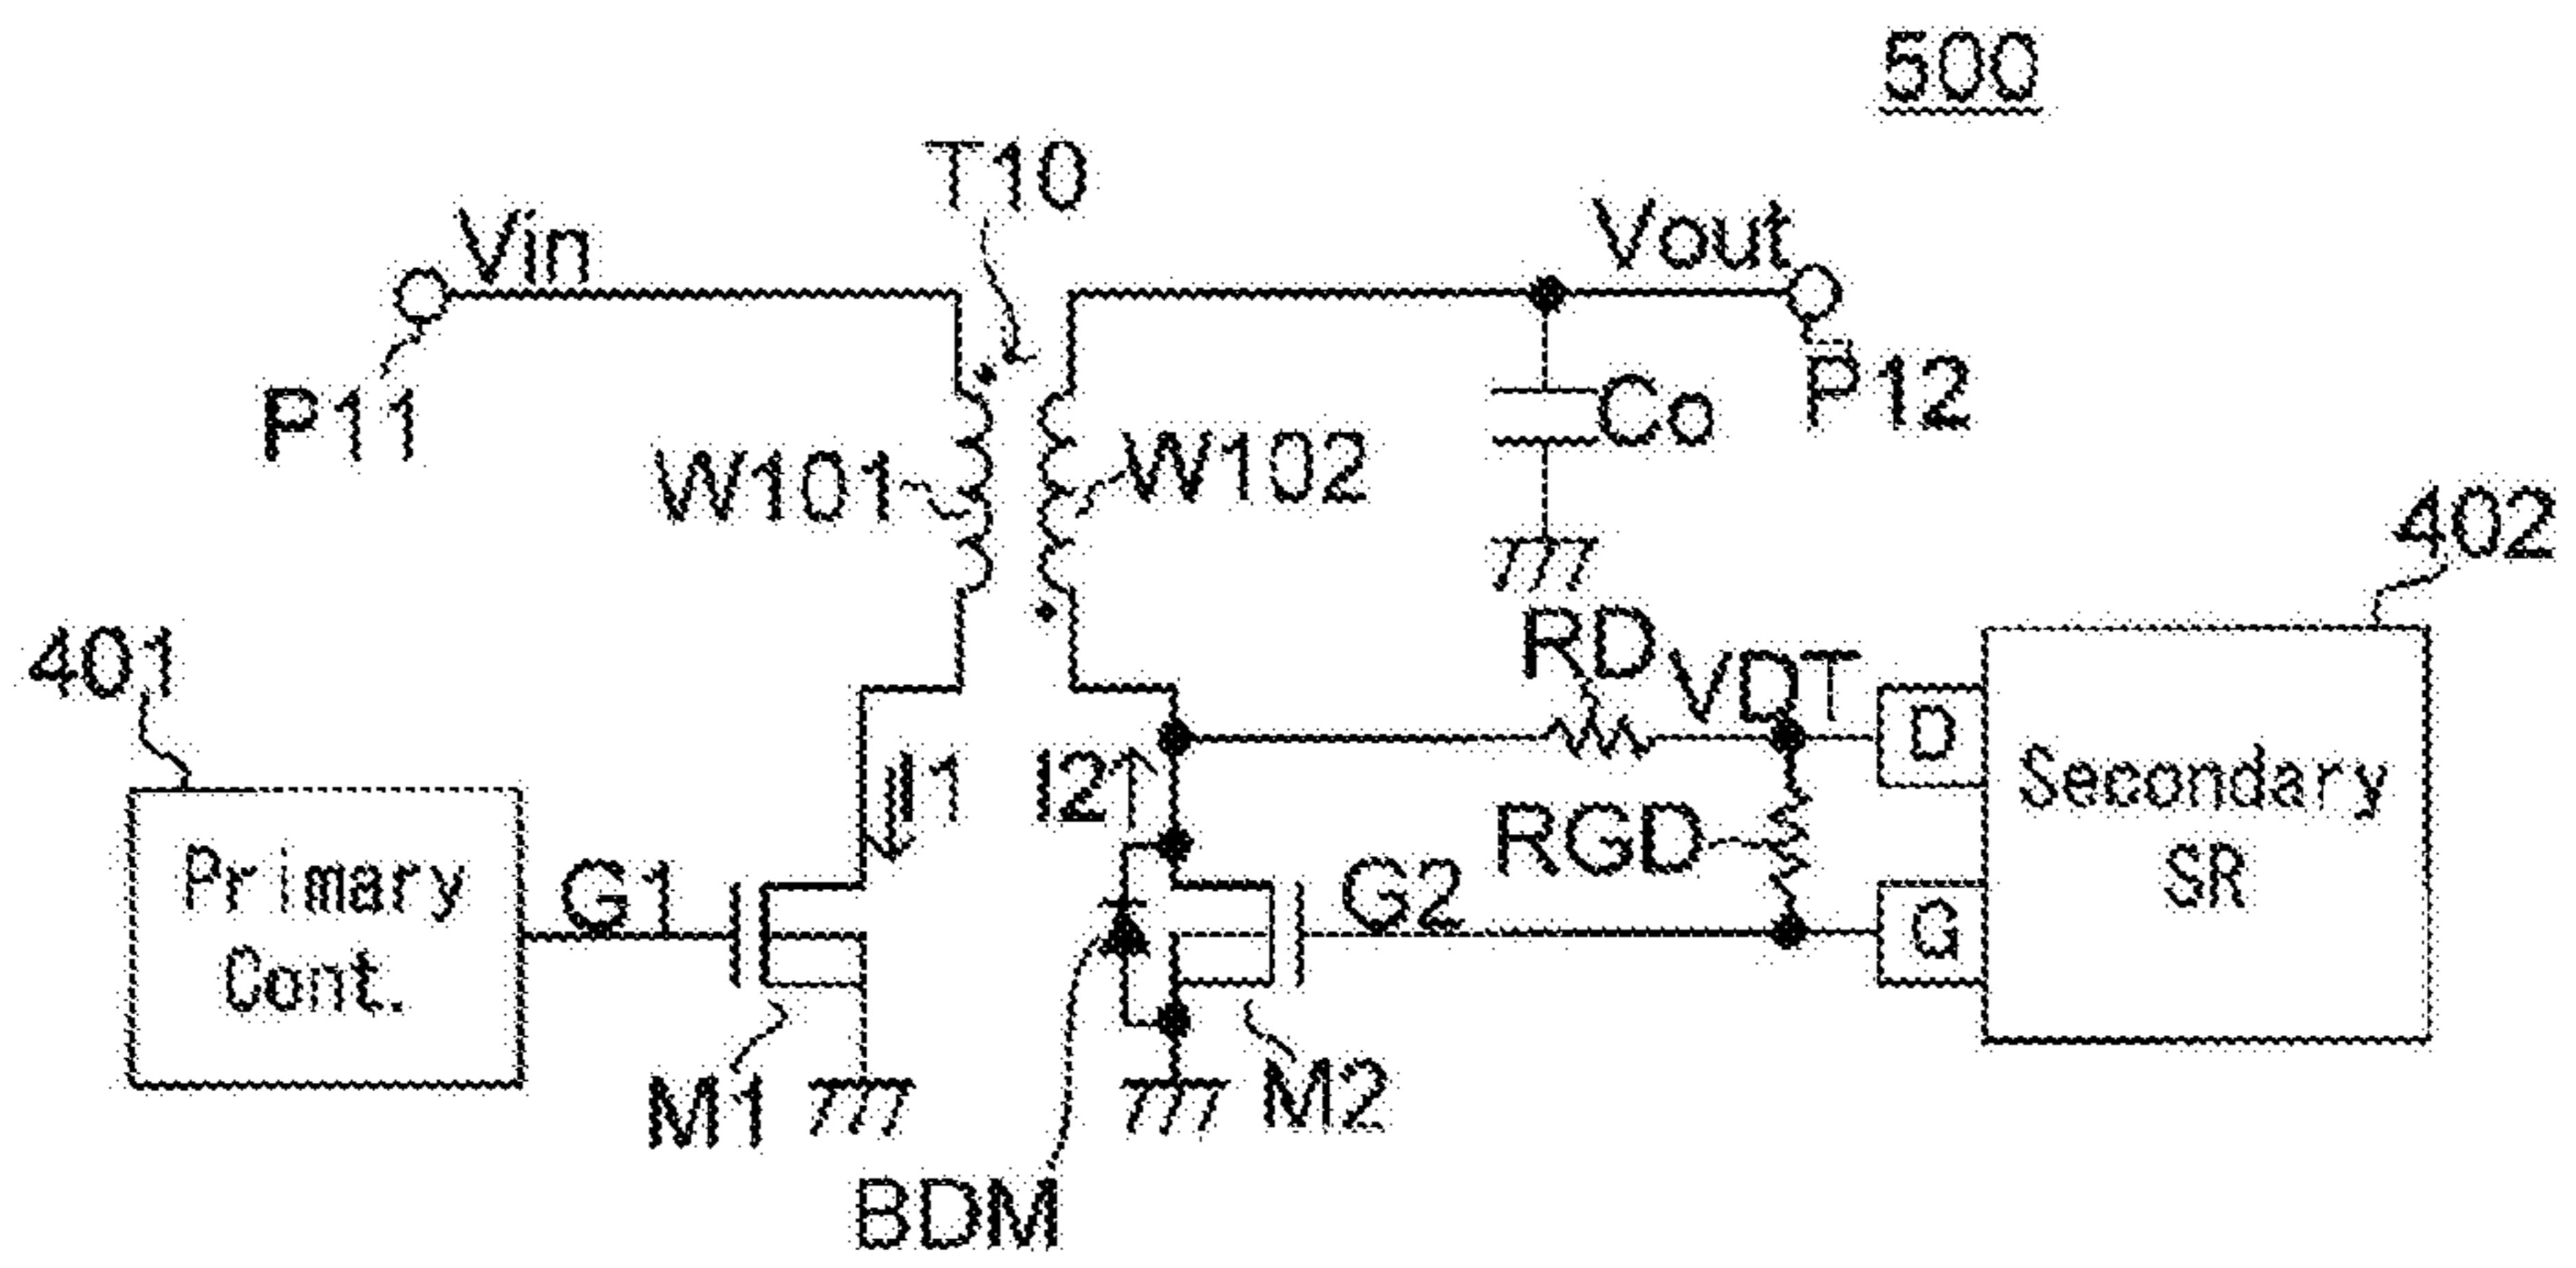 500
T10
Vin
Vout
P11
P12
Co
W101
W102
402
RD
VDT
401
D
Secondary
SR
I1
I2
RGD
Primary
Cont.
G1
G2
G
M1
M2
BDM